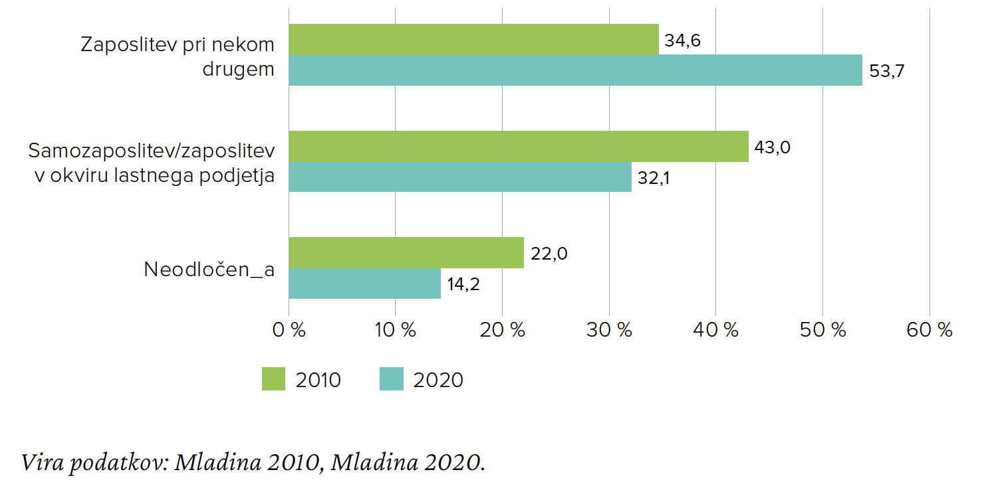 Zaposlitev pri nekom
drugem
34,6
53,7
Samozaposlitev/zaposlitev
v okviru lastnega podjetja
43,0
32,1
Neodločen_a
22,0
14,2
0 % 10 % 20 % 30 % 40 % 50 % 60 %
2010 2020
Vira podatkov: Mladina 2010, Mladina 2020.